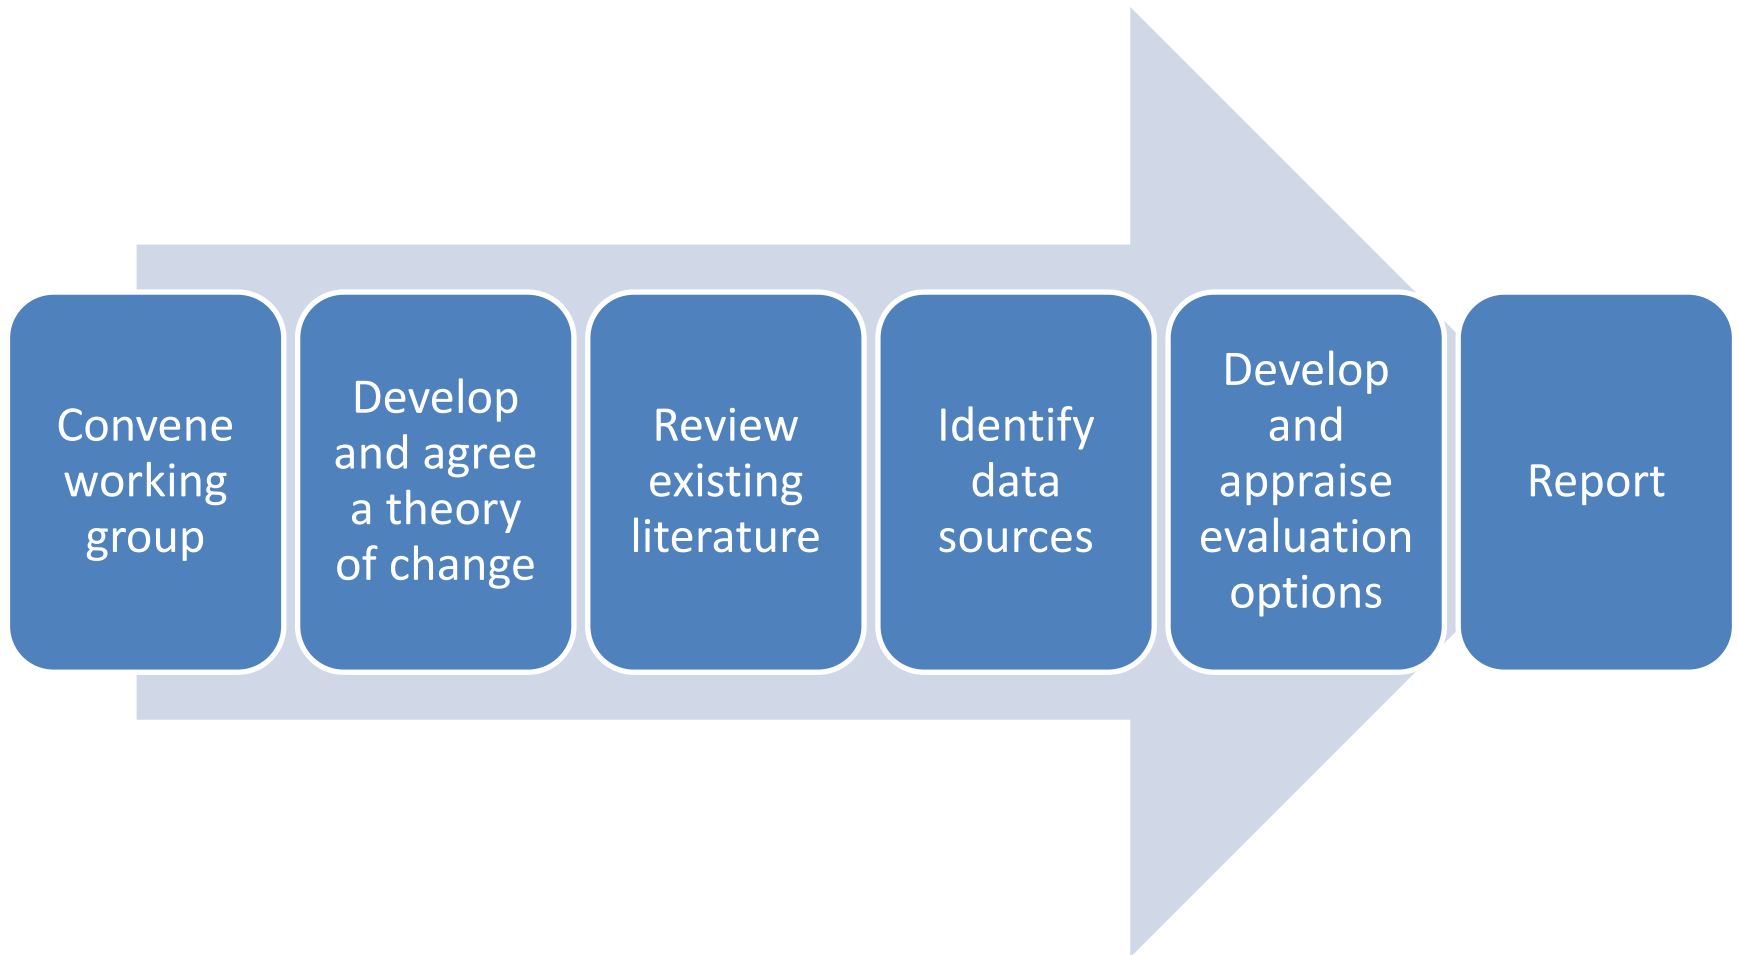 Convene
working
group
Develop
and agree
a theory
of change
Review
existing
literature
Identify
data
sources
Develop
and
appraise
evaluation
options
Report